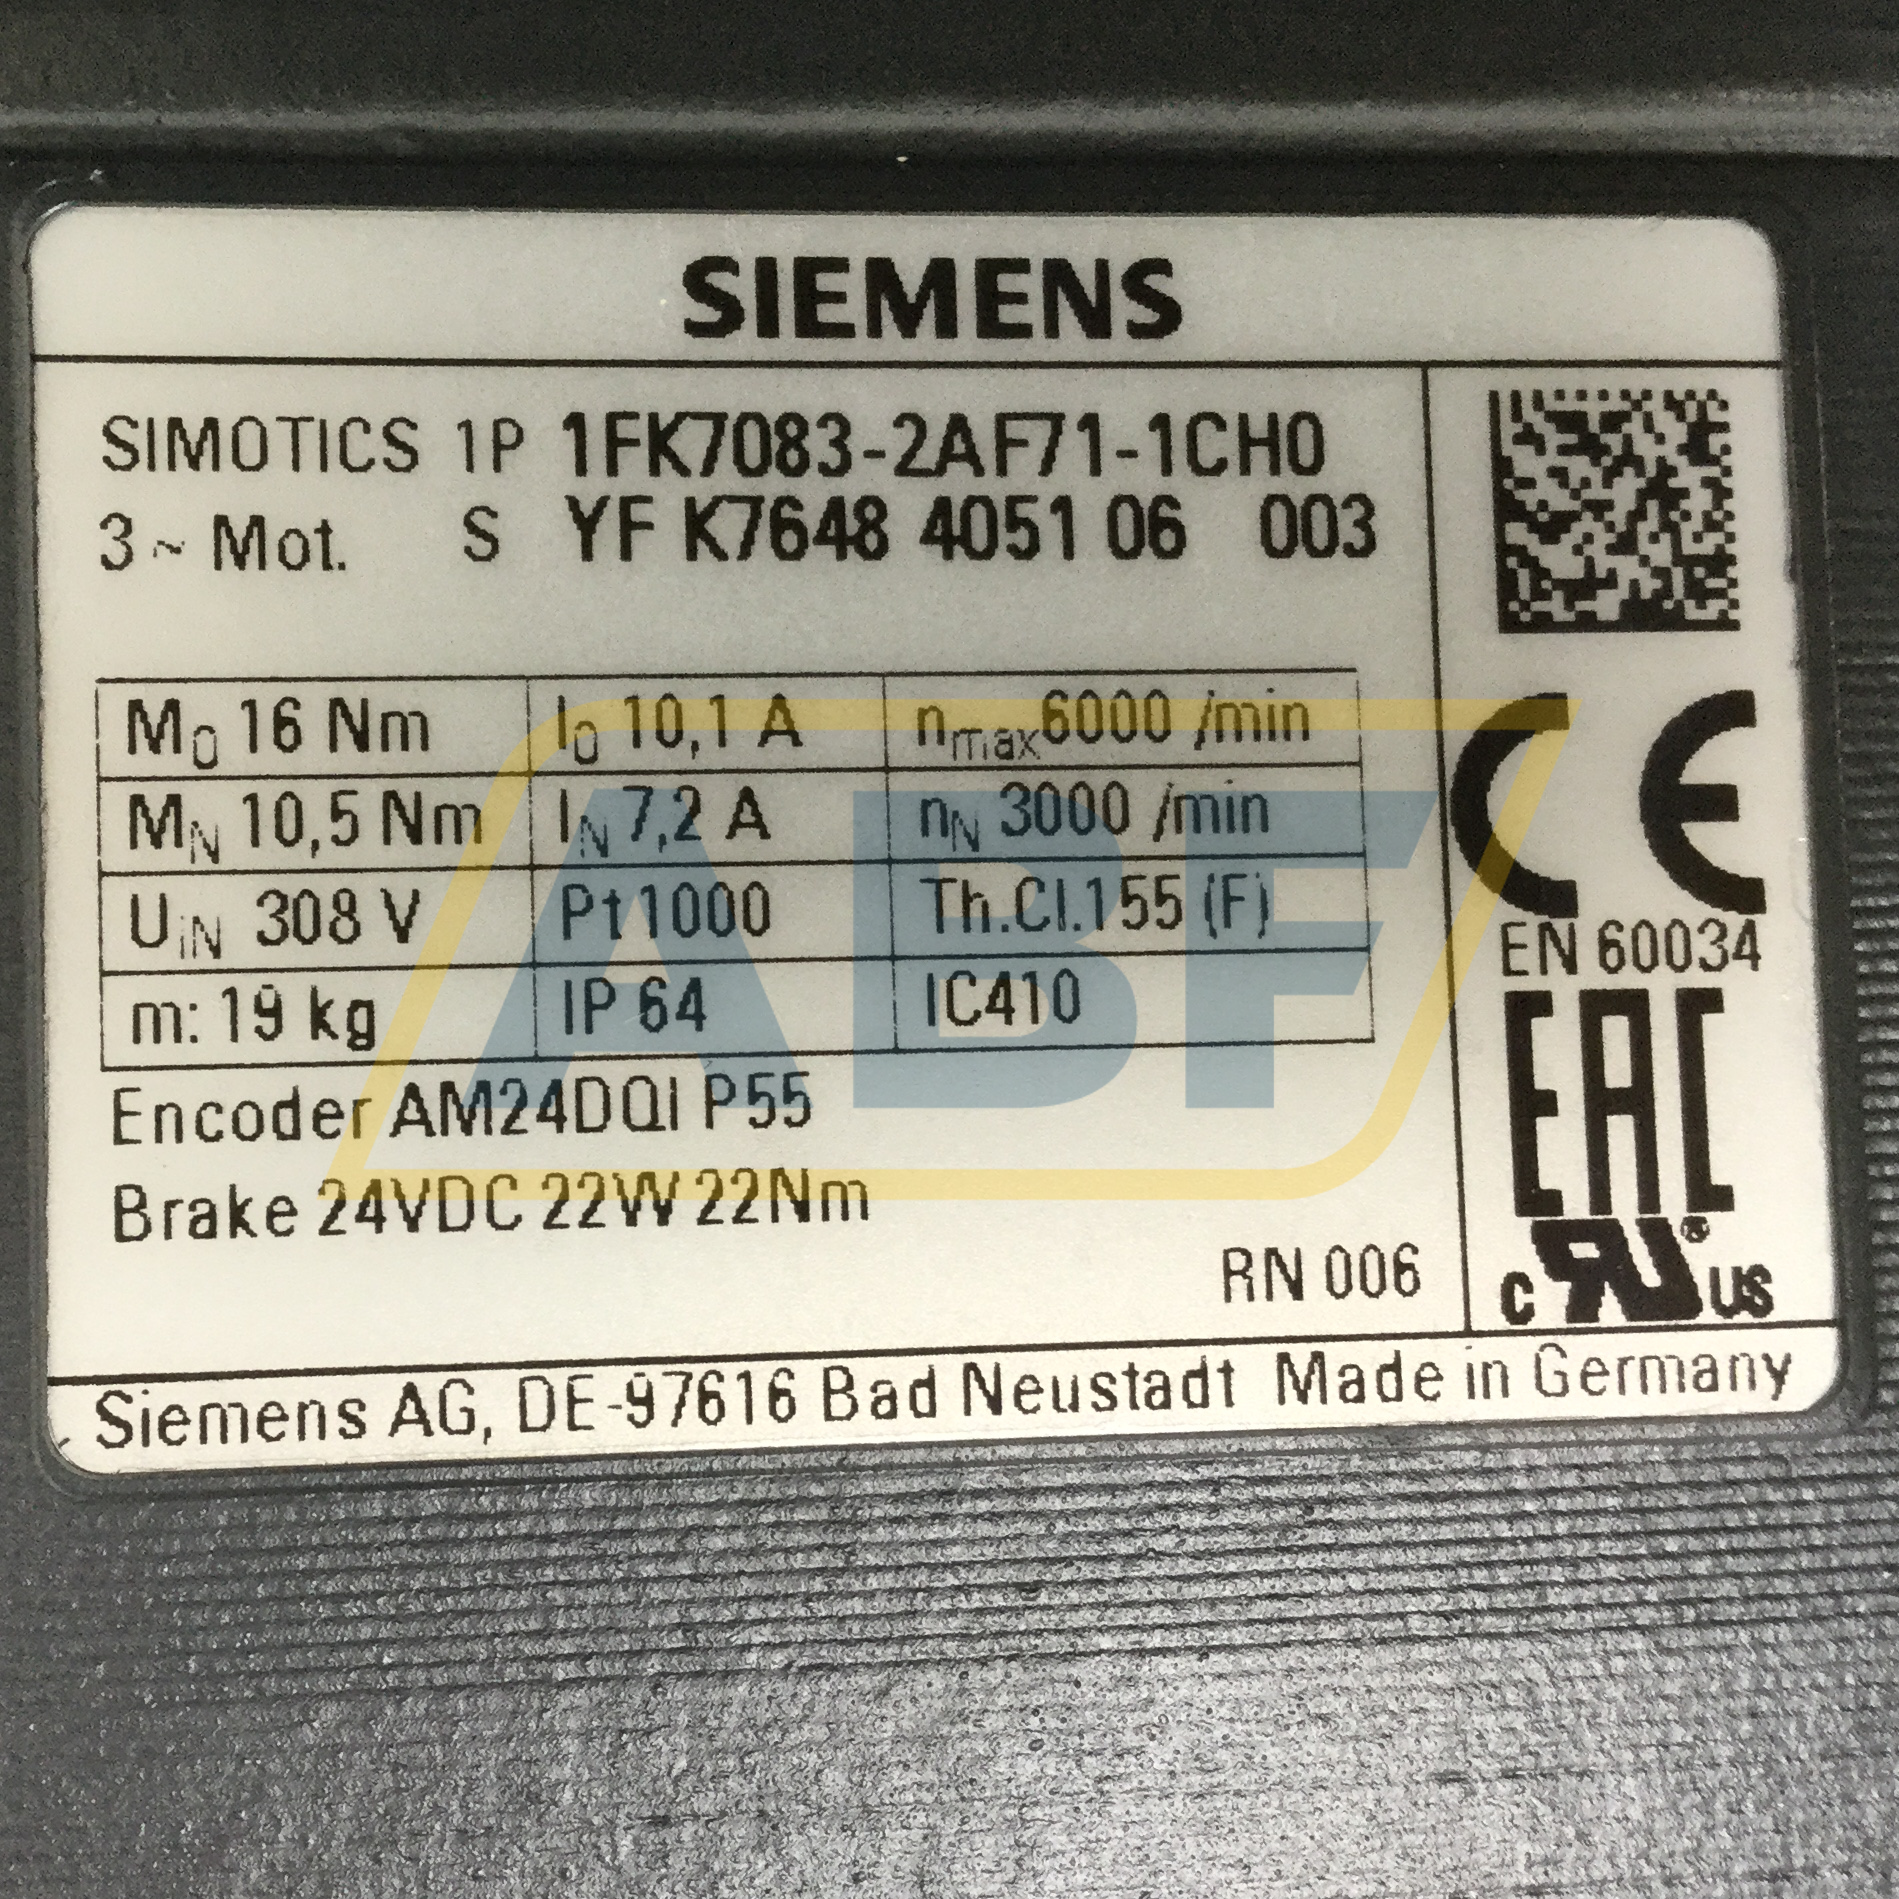 SIEMENS
SIMOTICS 1P 1FK7083-2AF71-1CH0
3 ~ Mot. S YF K7648 4051 06 003
M0 16 Nm I0 10,1 A nmax 6000 /min
MN 10,5 Nm IN 7,2 A nN 3000 /min
UiN 308 V Pt1000 Th.Cl.155 (F)
m: 19 kg IP 64 IC410
Encoder AM24DQI P55
Brake 24VDC 22W 22Nm
RN 006
CE
EN 60034
EAC
c RU ® US
Siemens AG, DE-97616 Bad Neustadt Made in Germany
ABF